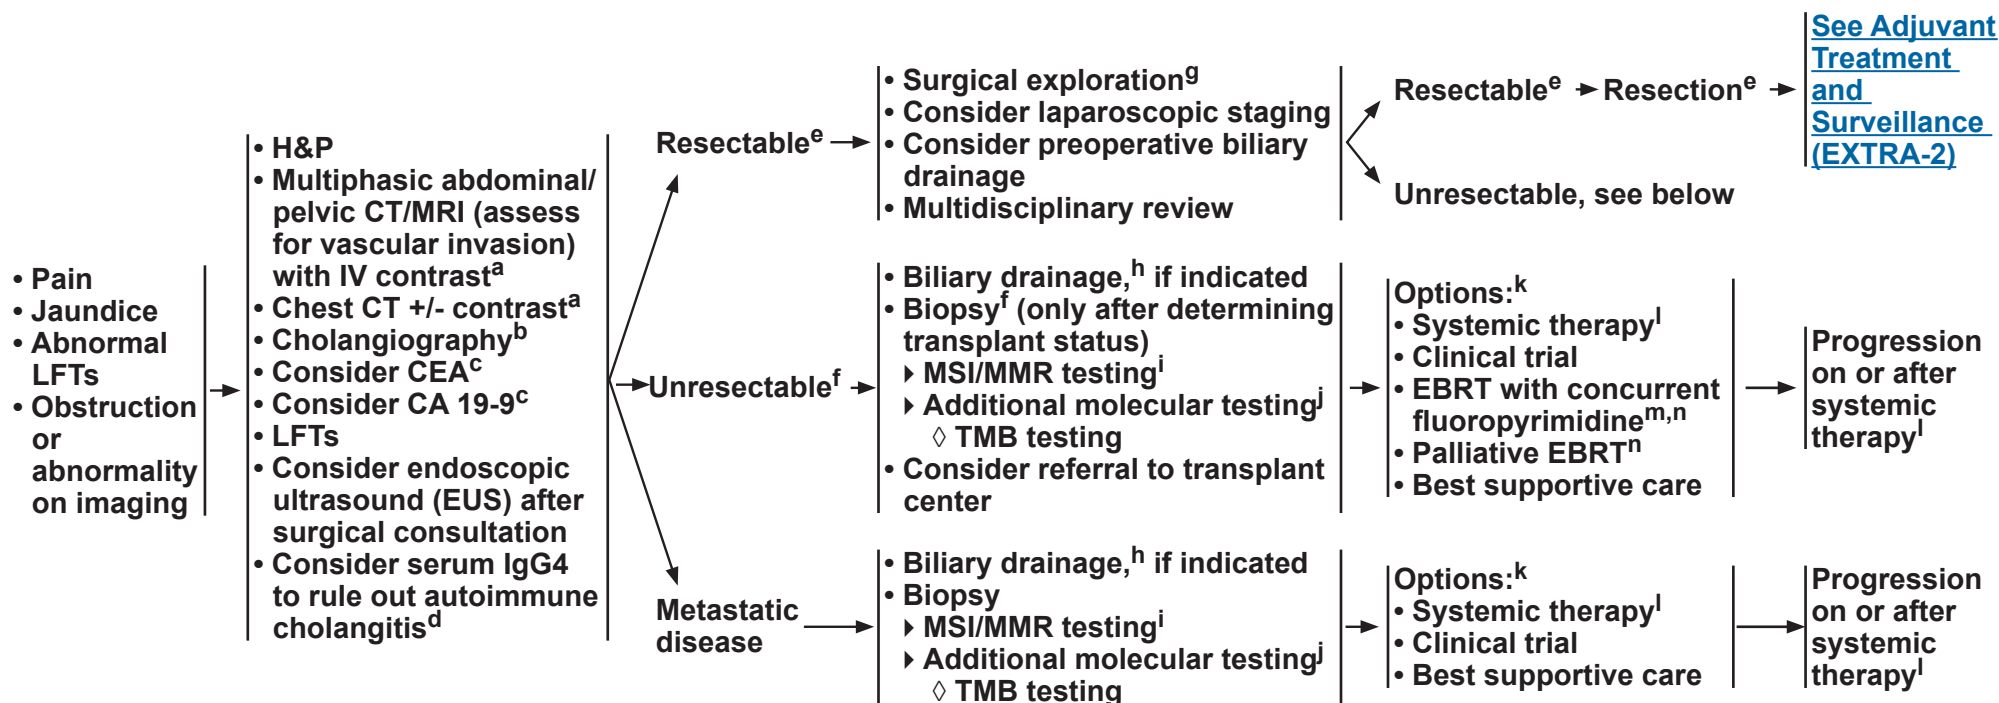 • Pain
• Jaundice
• Abnormal
LFTs
• Obstruction
or
abnormality
on imaging
• H&P
• Multiphasic abdominal/
pelvic CT/MRI (assess
for vascular invasion)
with IV contrasta
• Chest CT +/- contrasta
• Cholangiographyb
• Consider CEAc
• Consider CA 19-9c
• LFTs
• Consider endoscopic
ultrasound (EUS) after
surgical consultation
• Consider serum IgG4
to rule out autoimmune
cholangitisd
Resectablee
• Surgical explorationg
• Consider laparoscopic staging
• Consider preoperative biliary
drainage
• Multidisciplinary review
Resectablee
Resectione
See Adjuvant
Treatment
and
Surveillance
(EXTRA-2)
Unresectable, see below
Unresectablef
• Biliary drainage,h if indicated
• Biopsyf (only after determining
transplant status)
▸ MSI/MMR testingi
▸ Additional molecular testingj
◊ TMB testing
• Consider referral to transplant
center
Options:k
• Systemic therapyl
• Clinical trial
• EBRT with concurrent
fluoropyrimidinem,n
• Palliative EBRTn
• Best supportive care
Progression
on or after
systemic
therapyl
Metastatic
disease
• Biliary drainage,h if indicated
• Biopsy
▸ MSI/MMR testingi
▸ Additional molecular testingj
◊ TMB testing
Options:k
• Systemic therapyl
• Clinical trial
• Best supportive care
Progression
on or after
systemic
therapyl